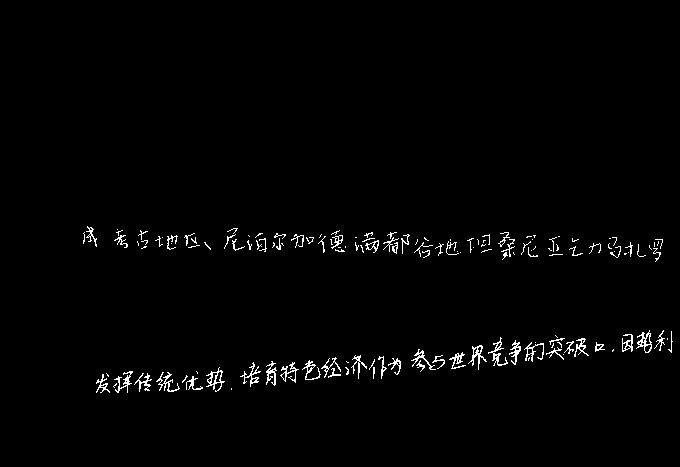 成考古地区、尼泊尔加德满都谷地坦桑尼亚乞力马扎罗
发挥传统优势,培育特色经济作为参与世界竞争的突破口,因势利